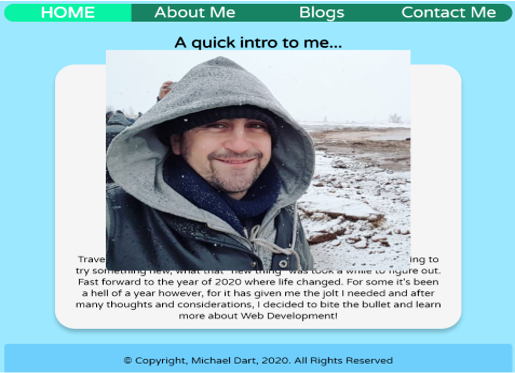 HOME About Me Blogs Contact Me
A quick intro to me...
Trave ing to
try something new, what that "new thing" was took a while to figure out.
Fast forward to the year of 2020 where life changed. For some it's been
a hell of a year however, for it has given me the jolt I needed and after
many thoughts and considerations, I decided to bite the bullet and learn
more about Web Development!
© Copyright, Michael Dart, 2020. All Rights Reserved